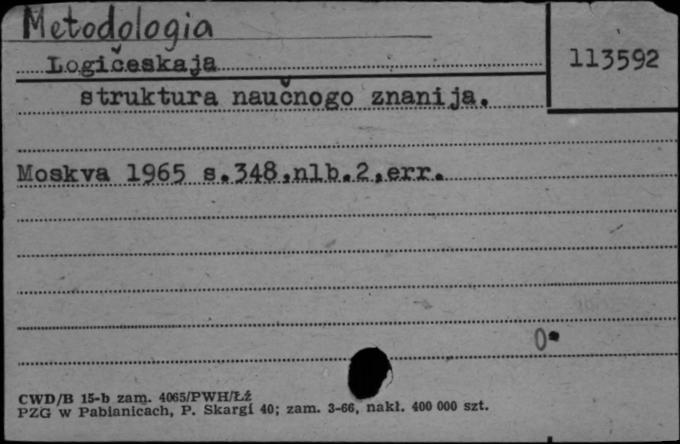 Metodologia
Logičeskaja
113592
struktura naučnogo znanija.
Moskva 1965 s.348,nlb.2,err.
0
CWD/B 15-b zam. 4065/PWH/Łź
PZG w Pabianicach, P. Skargi 40; zam. 3-66, nakł. 400 000 szt.